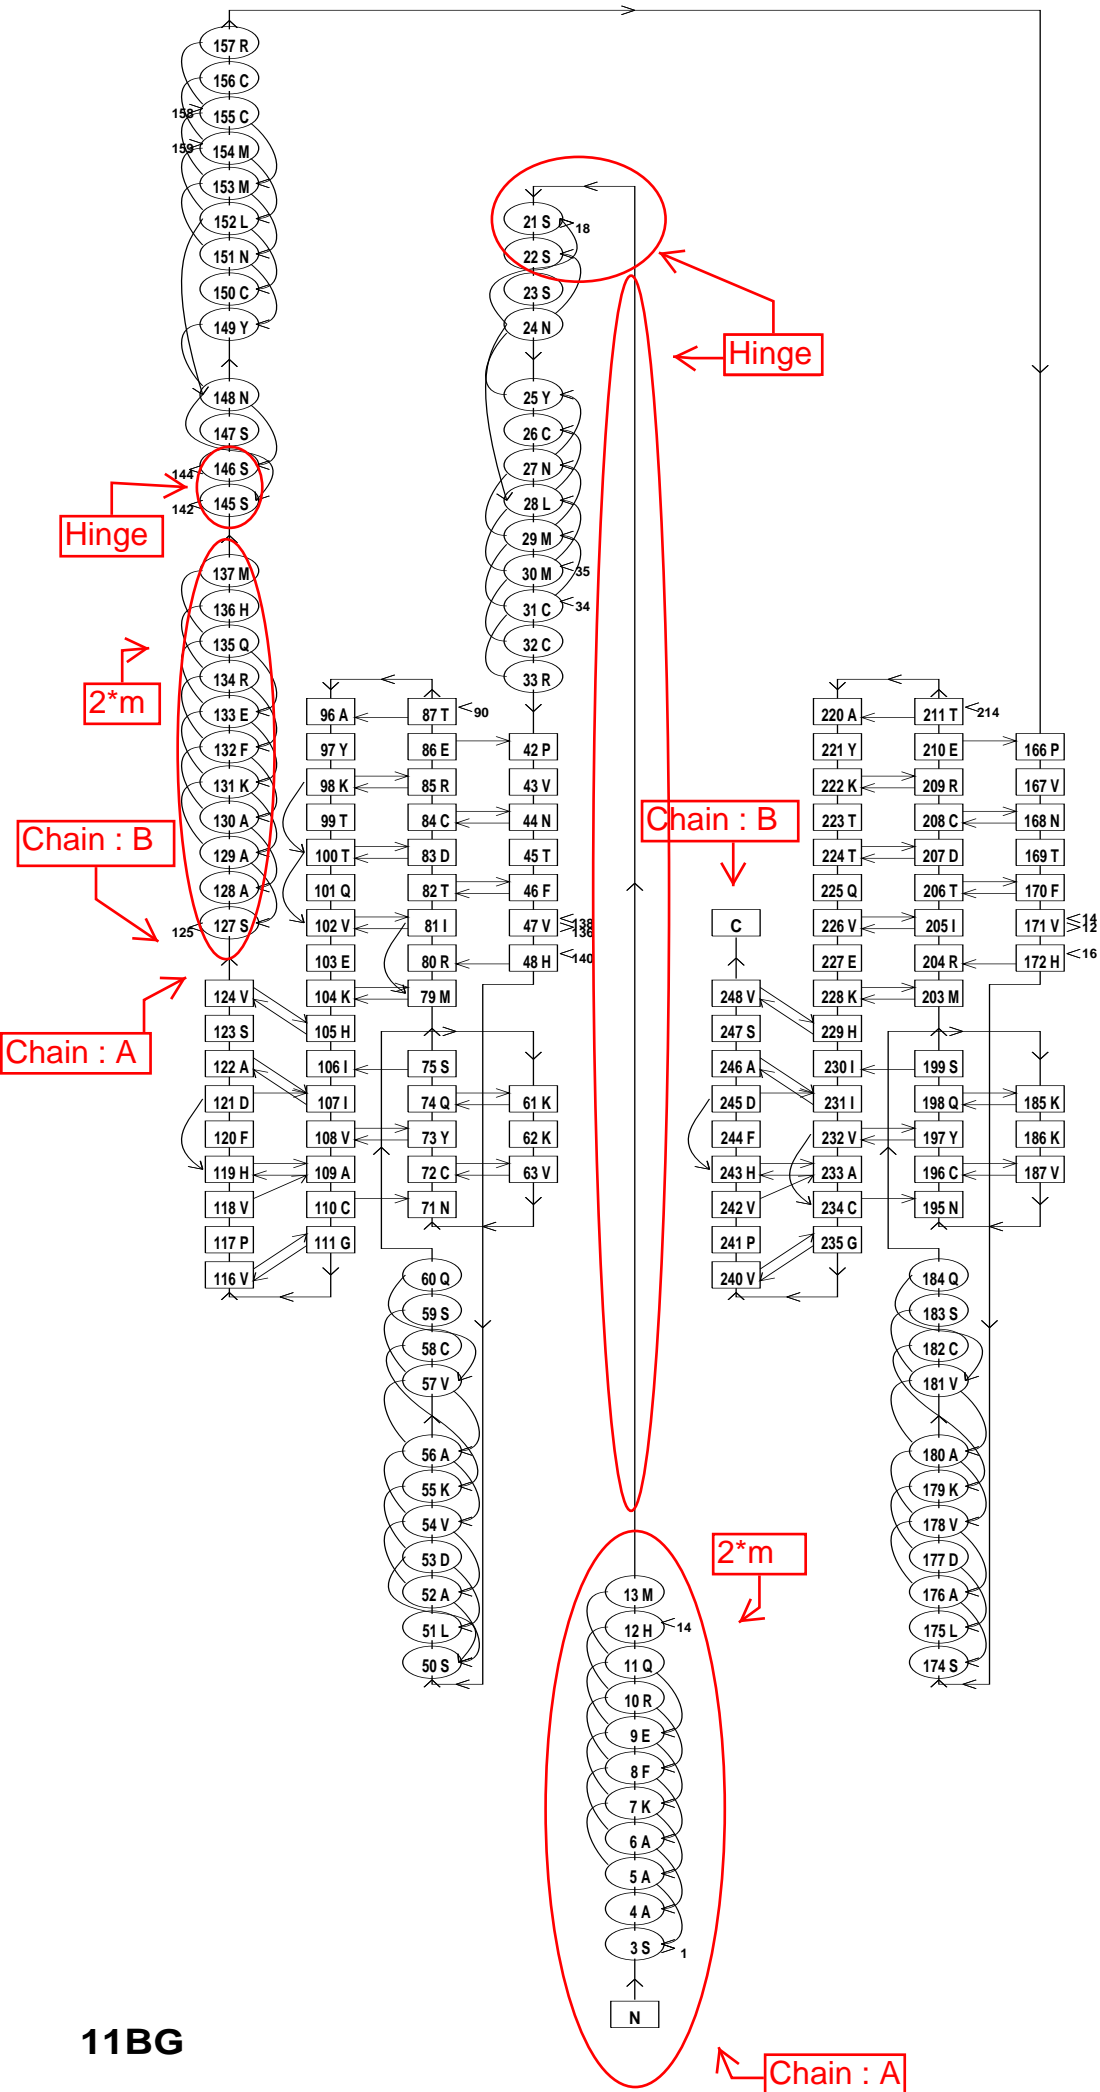 157 R
156 C
158
155 C
159
154 M
153 M
152 L
151 N
150 C
149 Y
148 N
147 S
144
146 S
142
145 S
Hinge
137 M
136 H
135 Q
134 R
133 E
132 F
131 K
130 A
129 A
128 A
125
127 S
2*m
Chain : B
Chain : A
124 V
123 S
122 A
121 D
120 F
119 H
118 V
117 P
116 V
96 A
97 Y
98 K
99 T
100 T
101 Q
102 V
103 E
104 K
105 H
106 I
107 I
108 V
109 A
110 C
111 G
87 T
90
86 E
85 R
84 C
83 D
82 T
81 I
80 R
79 M
75 S
74 Q
73 Y
72 C
71 N
60 Q
59 S
58 C
57 V
56 A
55 K
54 V
53 D
52 A
51 L
50 S
21 S
18
22 S
23 S
24 N
25 Y
26 C
27 N
28 L
29 M
30 M
35
31 C
34
32 C
33 R
42 P
43 V
44 N
45 T
46 F
47 V
138
136
48 H
140
61 K
62 K
63 V
Hinge
Chain : B
C
248 V
247 S
246 A
245 D
244 F
243 H
242 V
241 P
240 V
220 A
221 Y
222 K
223 T
224 T
225 Q
226 V
227 E
228 K
229 H
230 I
231 I
232 V
233 A
234 C
235 G
211 T
214
210 E
209 R
208 C
207 D
206 T
205 I
204 R
203 M
199 S
198 Q
197 Y
196 C
195 N
166 P
167 V
168 N
169 T
170 F
171 V
14
12
172 H
16
185 K
186 K
187 V
184 Q
183 S
182 C
181 V
180 A
179 K
178 V
177 D
176 A
175 L
174 S
2*m
13 M
12 H
14
11 Q
10 R
9 E
8 F
7 K
6 A
5 A
4 A
3 S
1
N
11BG
Chain : A